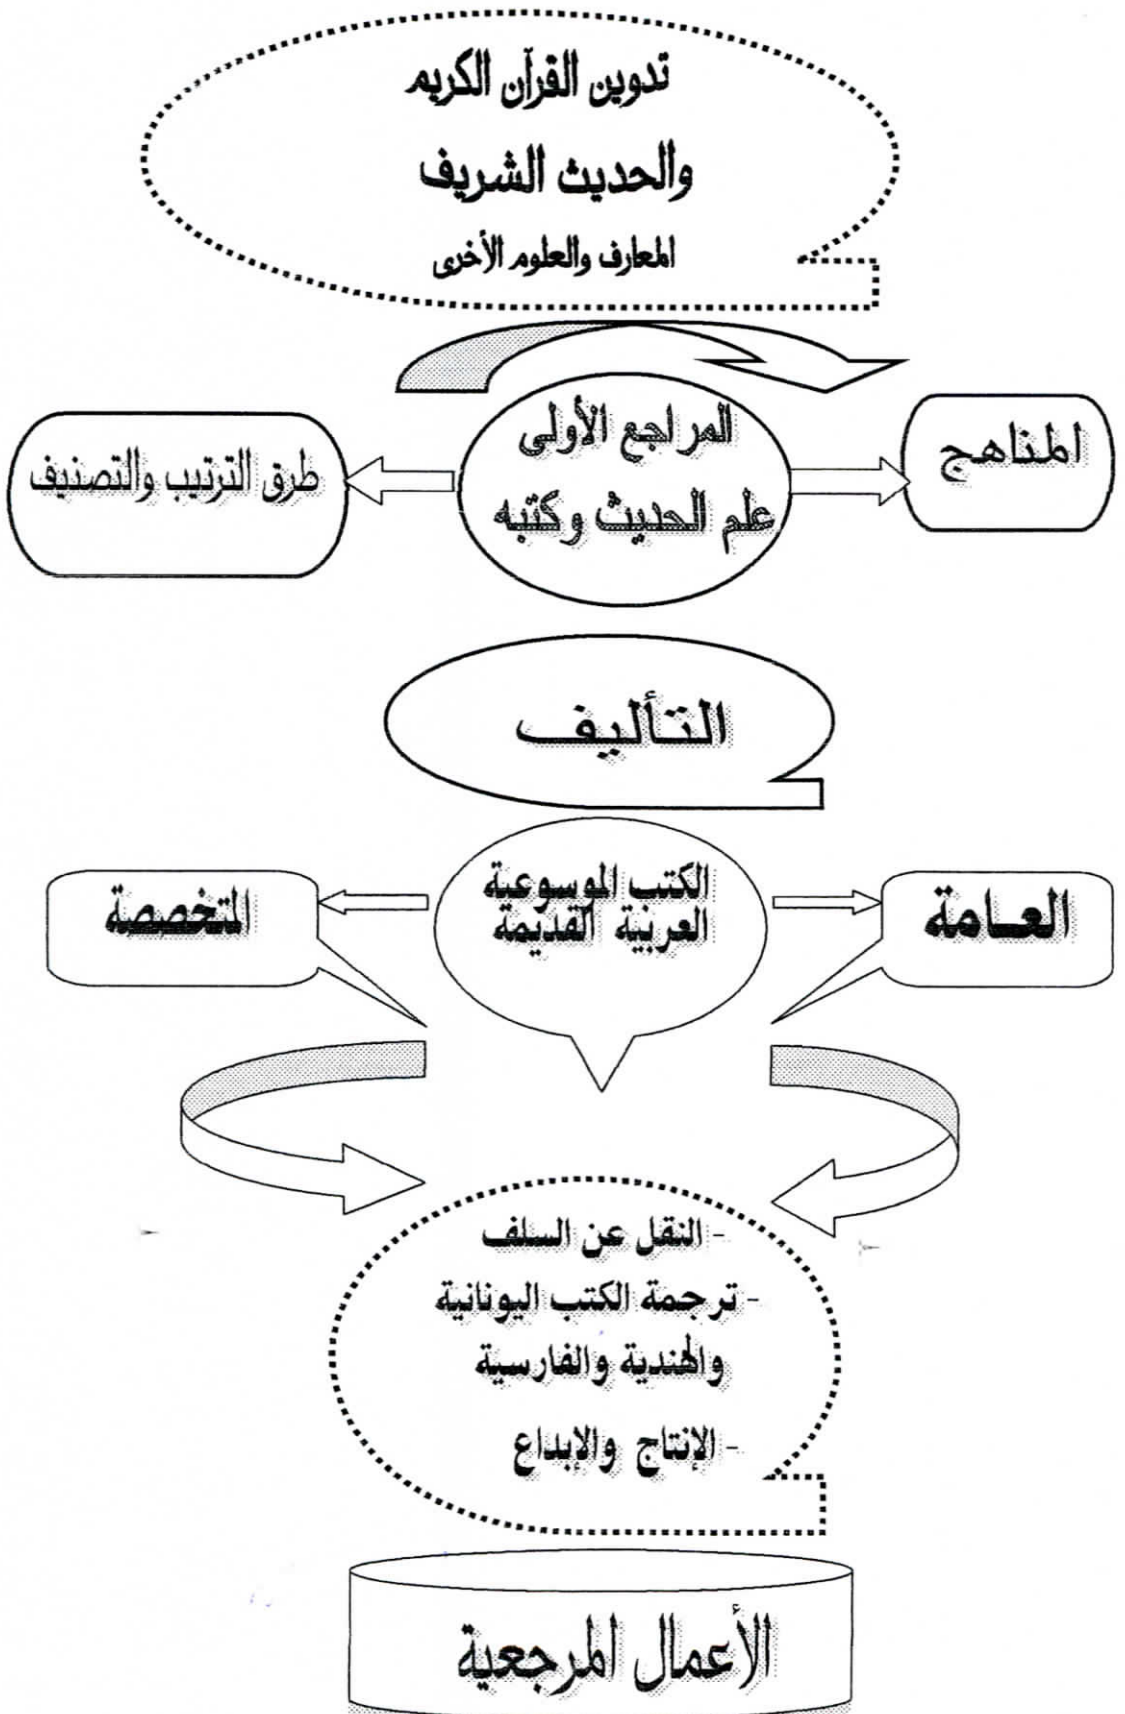 تدوين القرآن الكريم
والحديث الشريف
المعارف والعلوم الأخرى
المراجع الأولى
علم الحديث وكتبه
المناهج
طرق الترتيب والتصنيف
التأليف
الكتب الموسوعية
العربية القديمة
العامة
المتخصصة
- النقل عن السلف
- ترجمة الكتب اليونانية
والهندية والفارسية
- الإنتاج والإبداع
الأعمال المرجعية